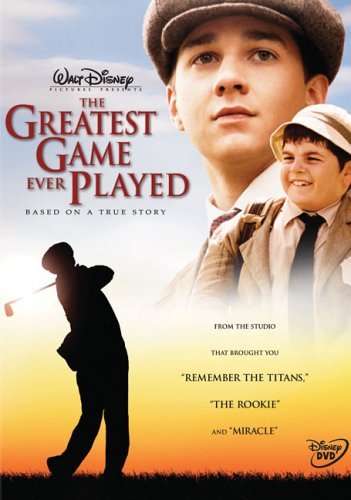 WALT DISNEY
PICTURES PRESENTS
THE
GREATEST
GAME
EVER PLAYED
BASED ON A TRUE STORY
FROM THE STUDIO
THAT BROUGHT YOU
"REMEMBER THE TITANS,"
"THE ROOKIE"
AND "MIRACLE"
Disney
DVD